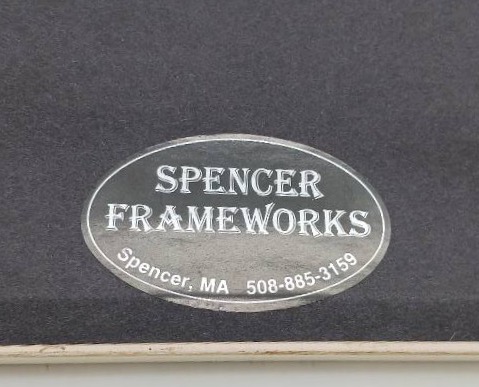 SPENCER
FRAMEWORKS
Spencer, MA 508-885-3159